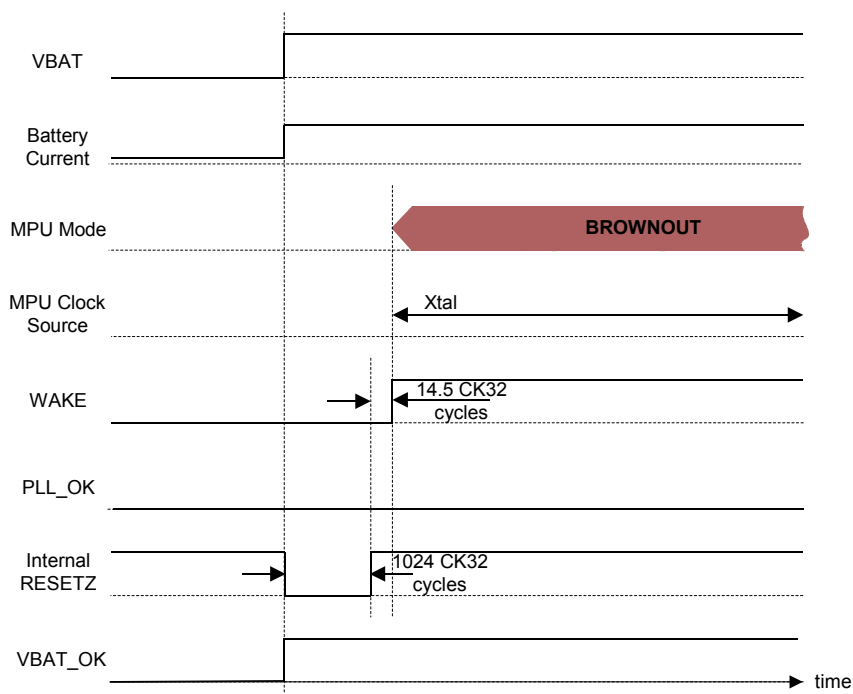 VBAT
Battery
Current
MPU Mode
BROWNOUT
MPU Clock
Source
Xtal
WAKE
14.5 CK32
cycles
PLL_OK
Internal
RESETZ
1024 CK32
cycles
VBAT_OK
time